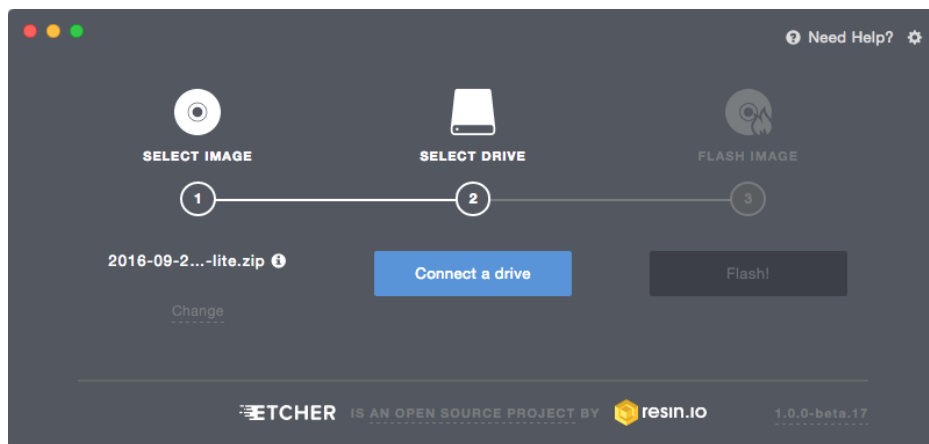 Need Help?
SELECT IMAGE
SELECT DRIVE
FLASH IMAGE
1
2
3
2016-09-2...-lite.zip
Connect a drive
Flash!
Change
ETCHER IS AN OPEN SOURCE PROJECT BY resin.io
1.0.0-beta.17